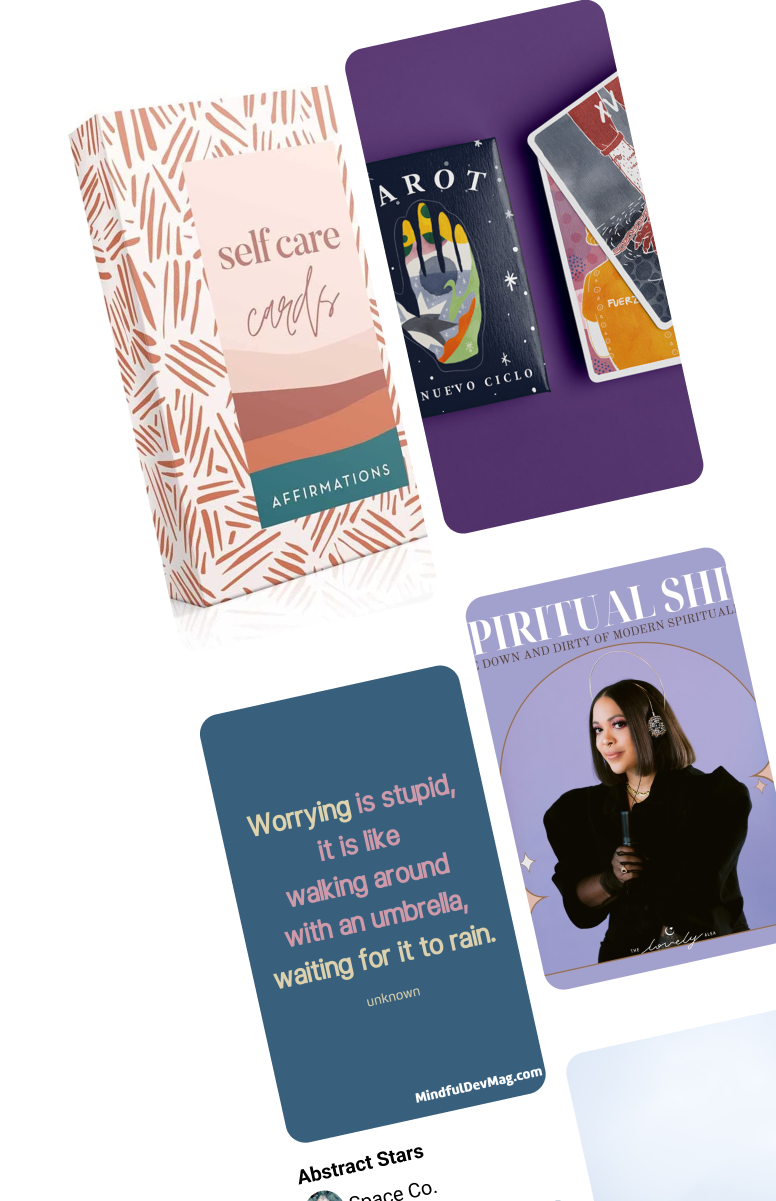 self care
cards
AFFIRMATIONS
AROT
NUEVO CICLO
XV
FUERZ
PIRITUAL SHI
DOWN AND DIRTY OF MODERN SPIRITUAL
THE lovely ALEA
Worrying is stupid,
it is like
walking around
with an umbrella,
waiting for it to rain.
unknown
MindfulDevMag.com
Abstract Stars
Space Co.